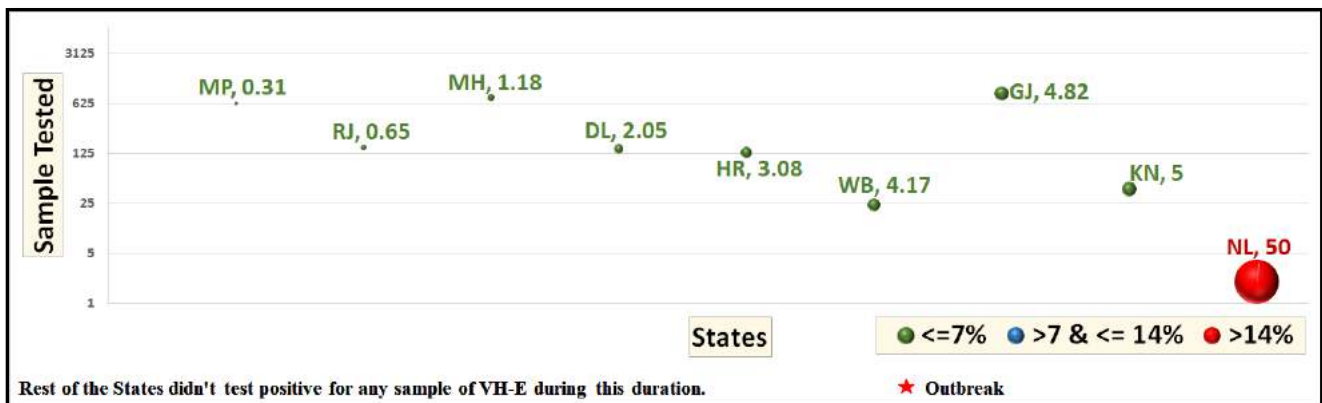 3125
625
125
25
5
1
Sample Tested
MP, 0.31
RJ, 0.65
MH, 1.18
DL, 2.05
HR, 3.08
WB, 4.17
GJ, 4.82
KN, 5
NL, 50
States
<=7% >7 & <= 14% >14%
Rest of the States didn't test positive for any sample of VH-E during this duration.
Outbreak